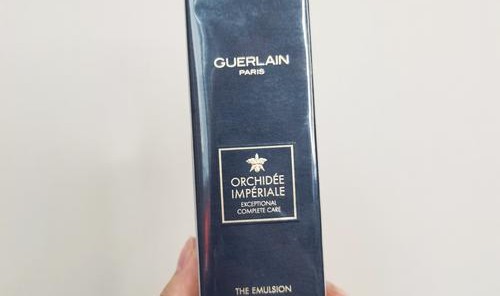 GUERLAIN
PARIS
ORCHIDÉE
IMPÉRIALE
EXCEPTIONAL
COMPLETE CARE
THE EMULSION